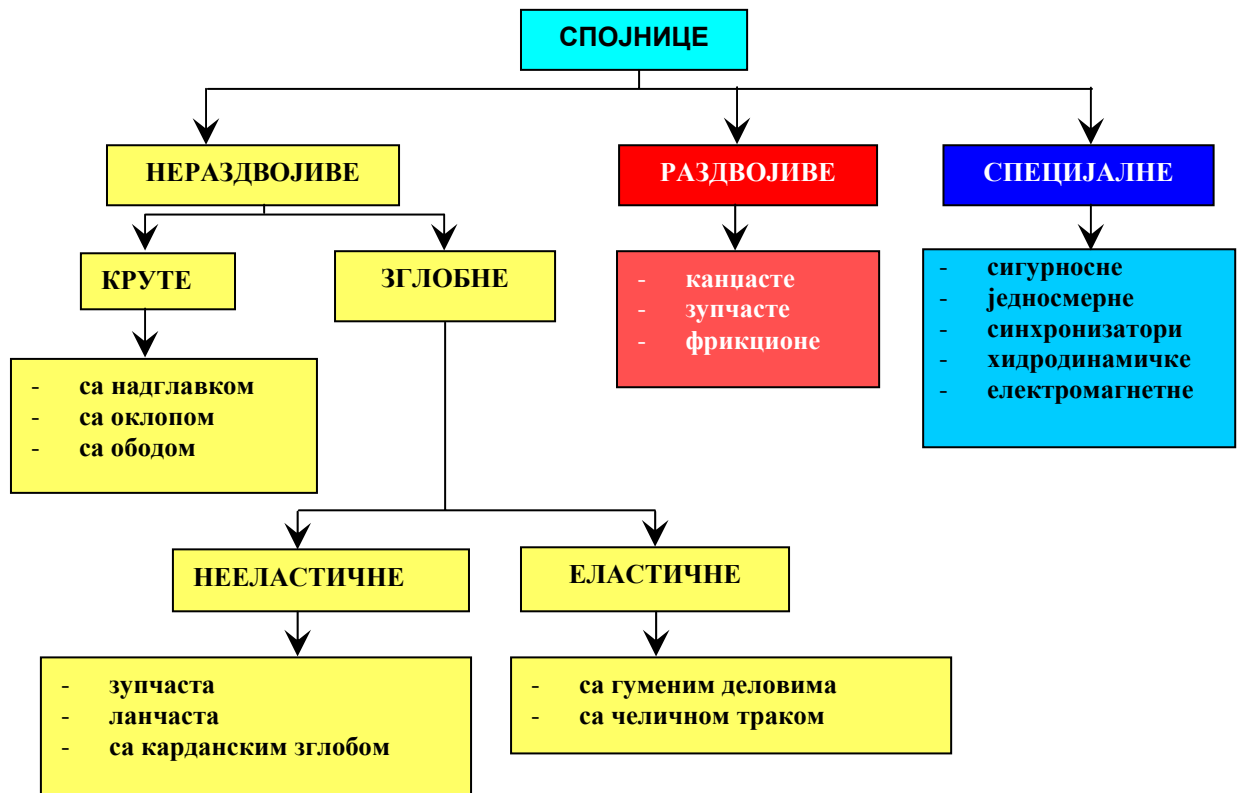 СПОЈНИЦЕ
НЕРАЗДВОЈИВЕ
РАЗДВОЈИВЕ
СПЕЦИЈАЛНЕ
КРУТЕ
ЗГЛОБНЕ
- канџасте
- зупчасте
- фрикционе
- сигурносне
- једносмерне
- синхронизатори
- хидродинамичке
- електромагнетне
- са надглавком
- са оклопом
- са ободом
НЕЕЛАСТИЧНЕ
ЕЛАСТИЧНЕ
- зупчаста
- ланчаста
- са карданским зглобом
- са гуменим деловима
- са челичном траком